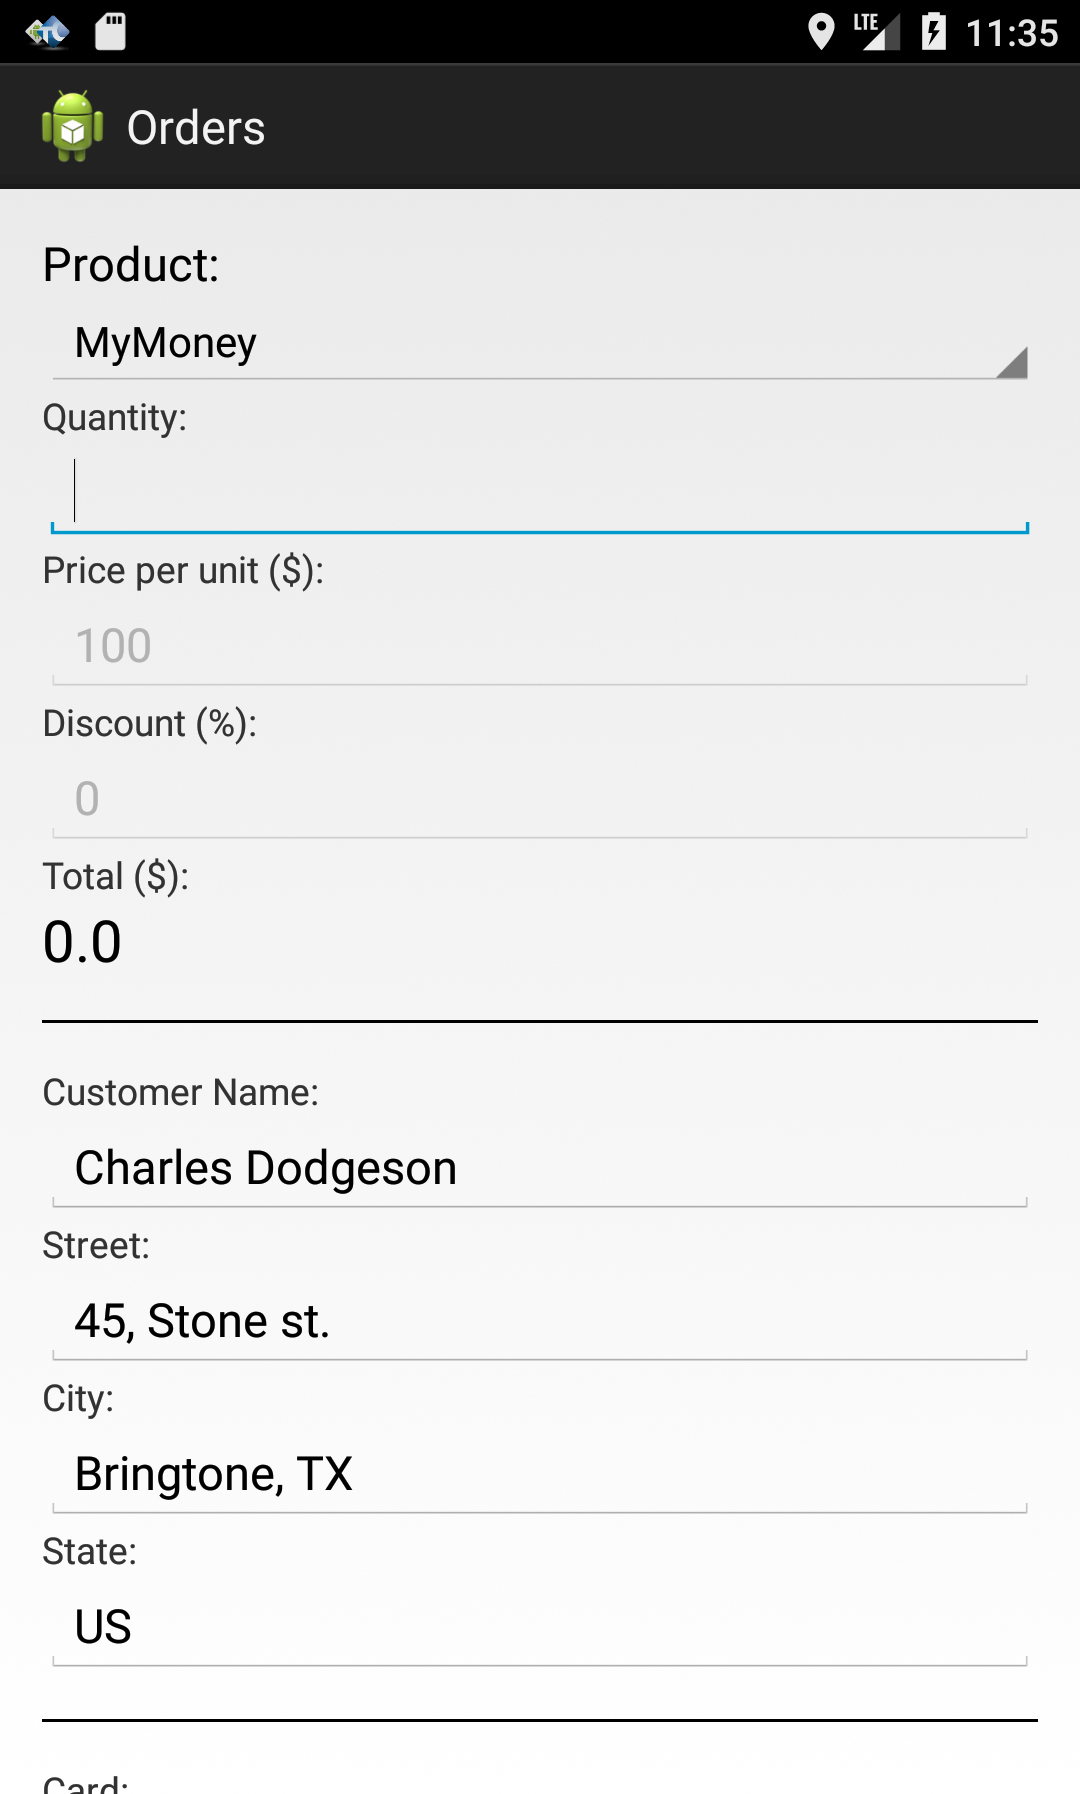 LTE 11:35
Orders
Product:
MyMoney
Quantity:
Price per unit ($):
100
Discount (%):
0
Total ($):
0.0
Customer Name:
Charles Dodgeson
Street:
45, Stone st.
City:
Bringtone, TX
State:
US
Card: